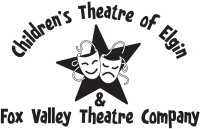 Children's Theatre of Elgin
&
Fox Valley Theatre Company